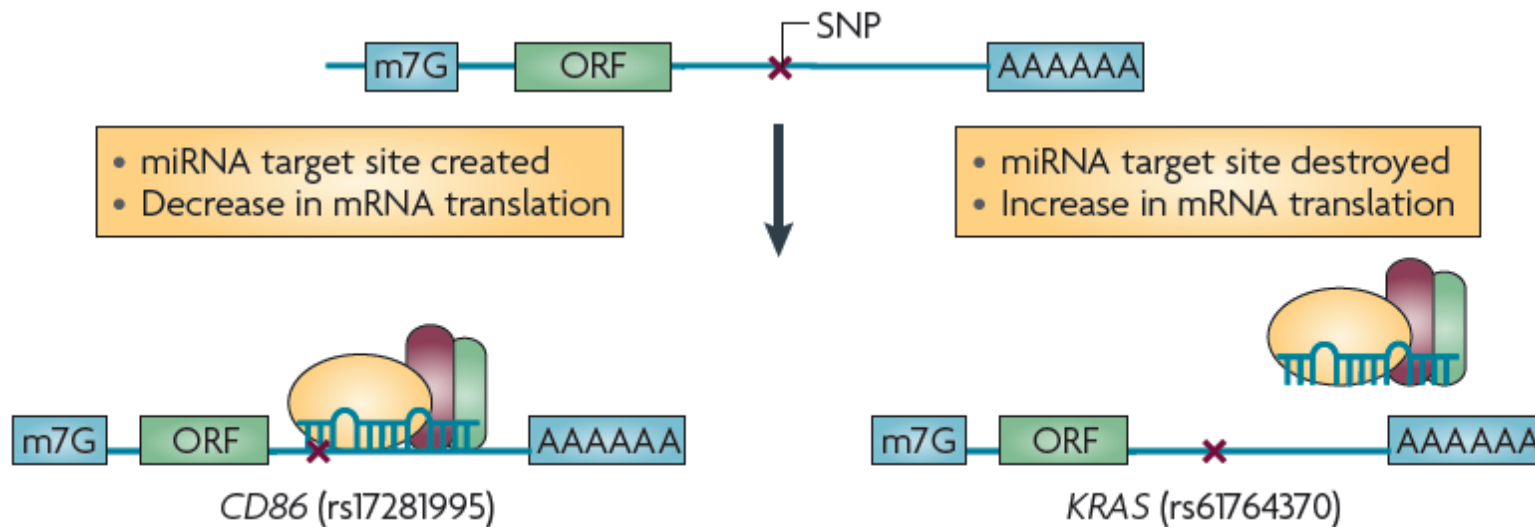 SNP
m7G ORF AAAAAA
• miRNA target site created
• Decrease in mRNA translation
• miRNA target site destroyed
• Increase in mRNA translation
m7G ORF AAAAAA
CD86 (rs17281995)
m7G ORF AAAAAA
KRAS (rs61764370)